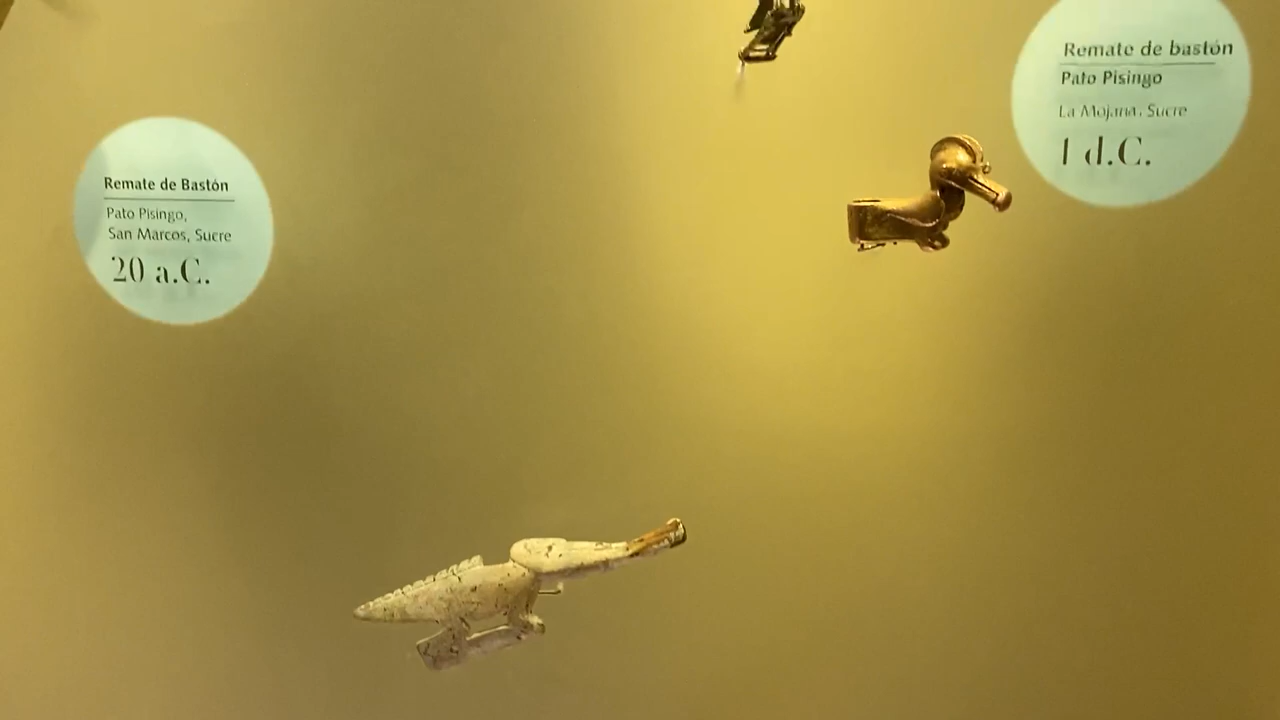 Remate de Bastón
Pato Pisingo,
San Marcos, Sucre
20 a.C.
Remate de bastón
Pato Pisingo
La Mojana, Sucre
1 d.C.